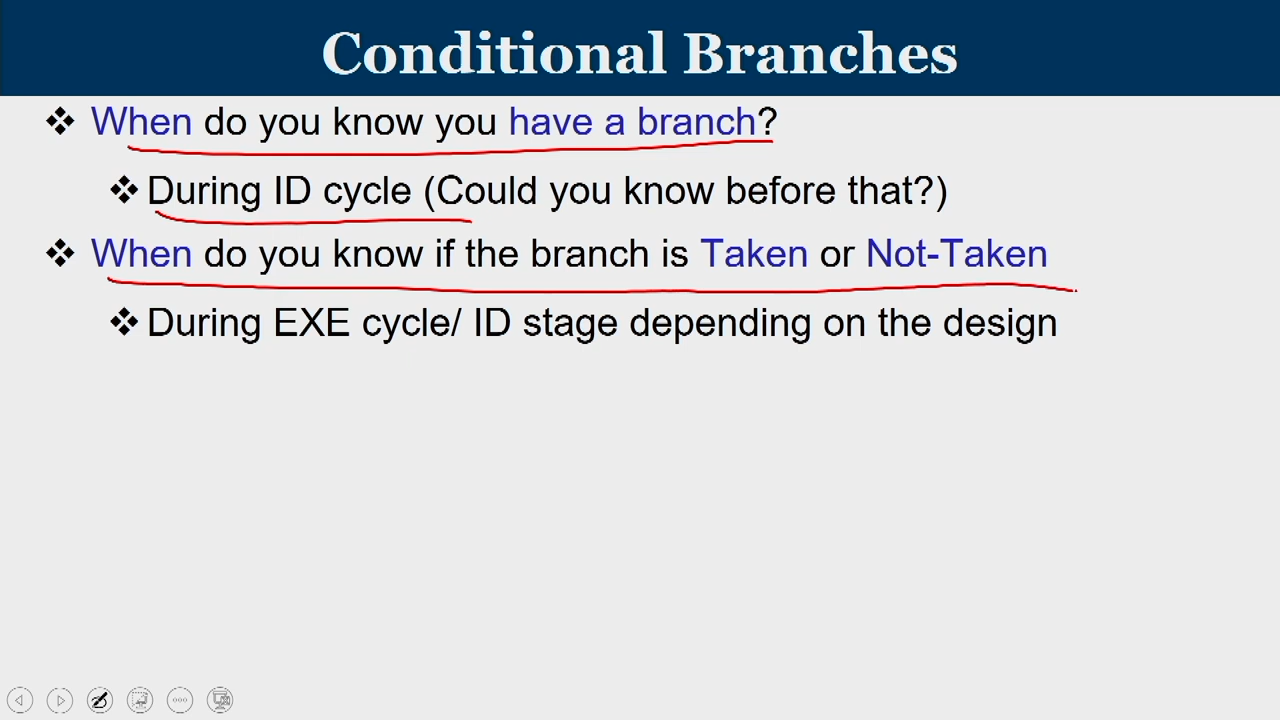 Conditional Branches
❖ When do you know you have a branch?
❖ During ID cycle (Could you know before that?)
❖ When do you know if the branch is Taken or Not-Taken
❖ During EXE cycle/ ID stage depending on the design